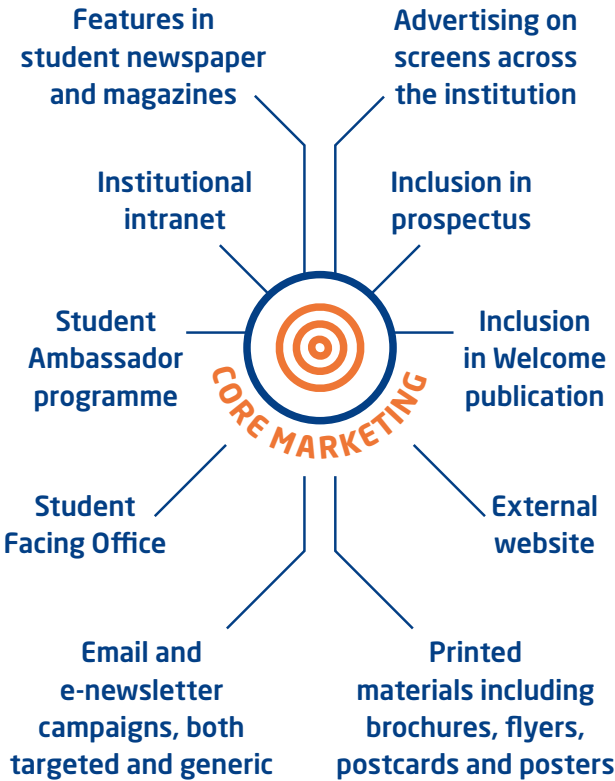 Features in
student newspaper
and magazines
Advertising on
screens across
the institution
Institutional
intranet
Inclusion in
prospectus
Student
Ambassador
programme
Inclusion
in Welcome
publication
CORE MARKETING
Student
Facing Office
External
website
Email and
e-newsletter
campaigns, both
targeted and generic
Printed
materials including
brochures, flyers,
postcards and posters